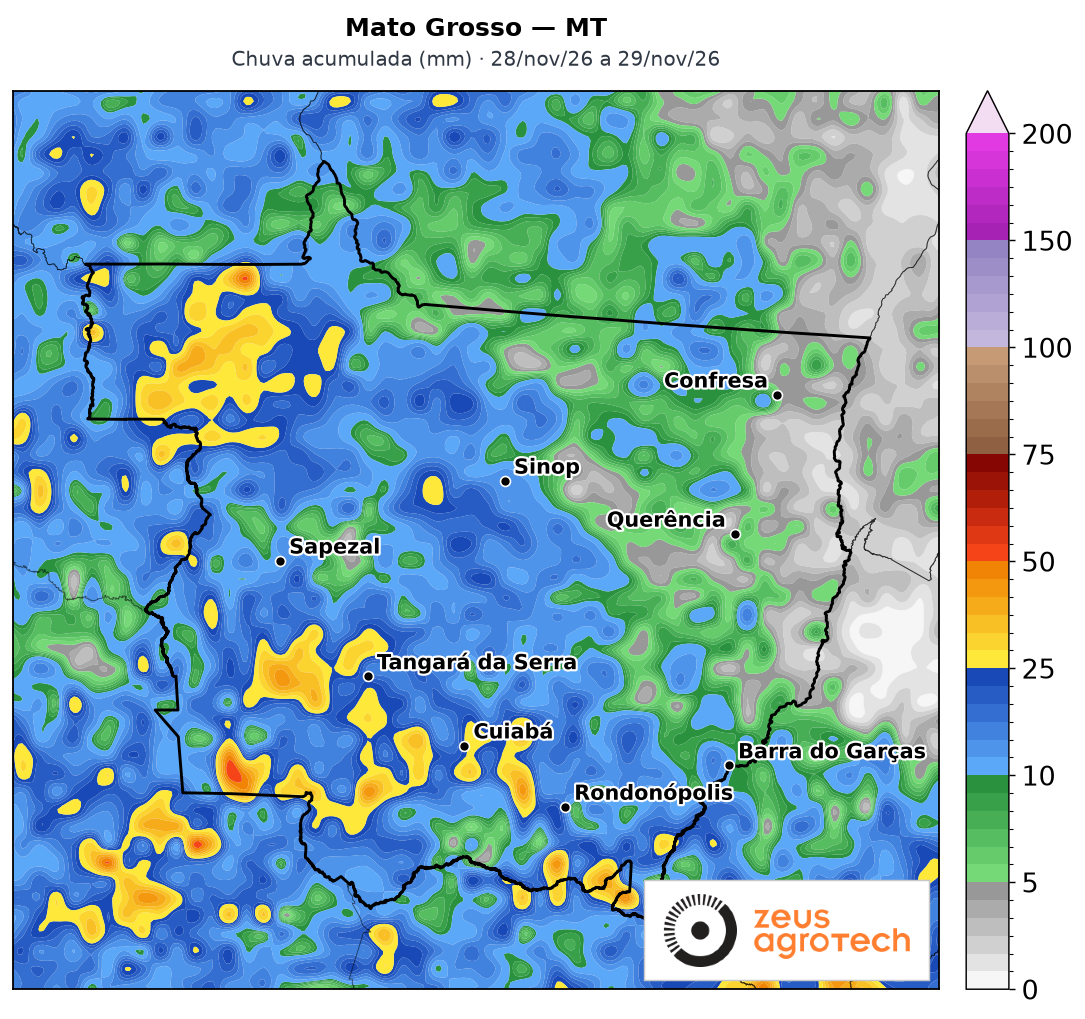 Mato Grosso — MT
Chuva acumulada (mm) · 28/nov/26 a 29/nov/26
200
150
100
75
50
25
10
5
0
Confresa
Sinop
Querência
Sapezal
Tangará da Serra
Cuiabá
Barra do Garças
Rondonópolis
zeus
agrotech